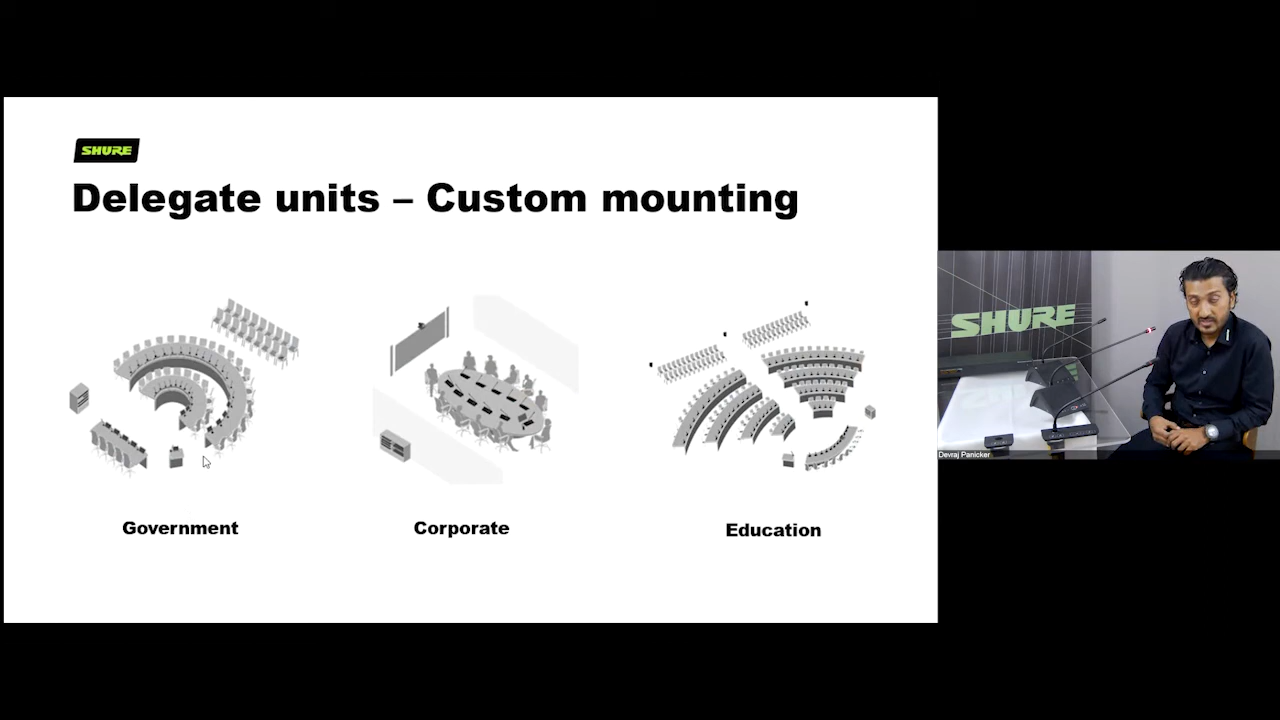 SHURE
Delegate units – Custom mounting
Government
Corporate
Education
SHURE
Devraj Panicker